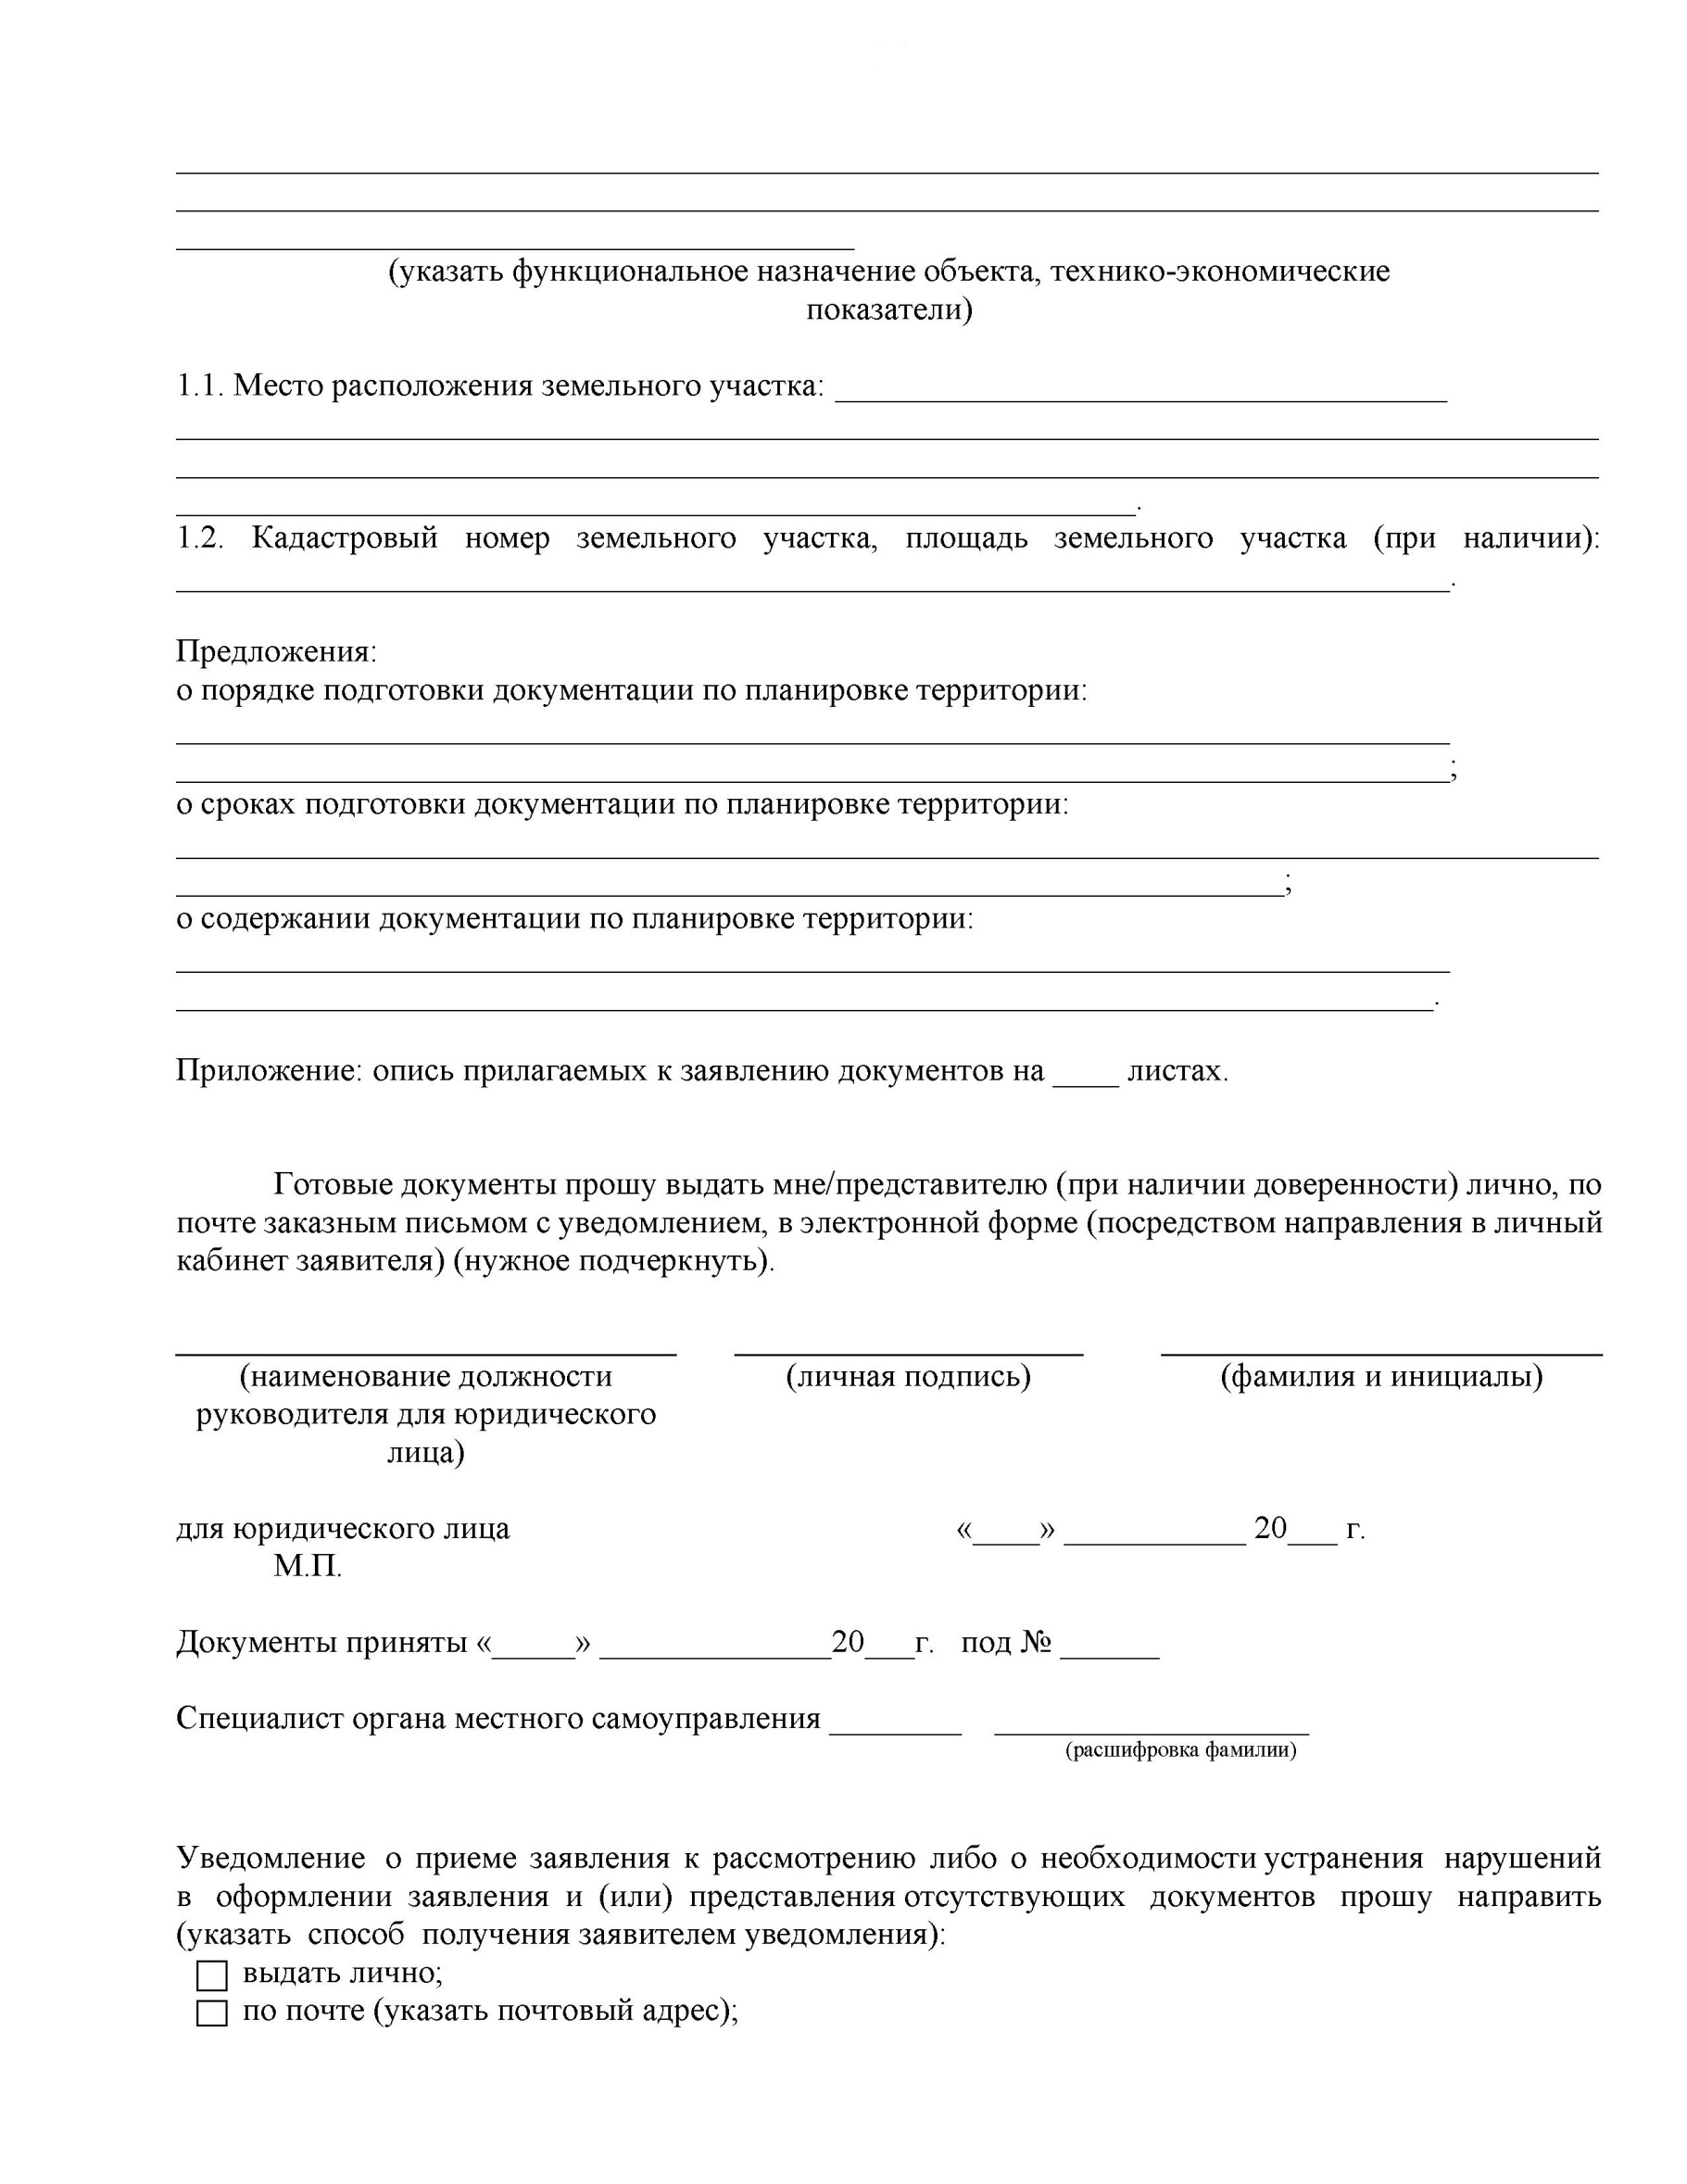 (указать функциональное назначение объекта, технико-экономические
показатели)
1.1. Место расположения земельного участка: _____________________________________
.
1.2. Кадастровый номер земельного участка, площадь земельного участка (при наличии):
.
Предложения:
о порядке подготовки документации по планировке территории:
;
о сроках подготовки документации по планировке территории:
;
о содержании документации по планировке территории:
.
Приложение: опись прилагаемых к заявлению документов на ____ листах.
Готовые документы прошу выдать мне/представителю (при наличии доверенности) лично, по
почте заказным письмом с уведомлением, в электронной форме (посредством направления в личный
кабинет заявителя) (нужное подчеркнуть).
(наименование должности (личная подпись) (фамилия и инициалы)
руководителя для юридического
лица)
для юридического лица «____» ___________ 20___ г.
М.П.
Документы приняты «_____» ______________20___г. под № ______
Специалист органа местного самоуправления ________ ___________________
(расшифровка фамилии)
Уведомление о приеме заявления к рассмотрению либо о необходимости устранения нарушений
в оформлении заявления и (или) представления отсутствующих документов прошу направить
(указать способ получения заявителем уведомления):
выдать лично;
по почте (указать почтовый адрес);